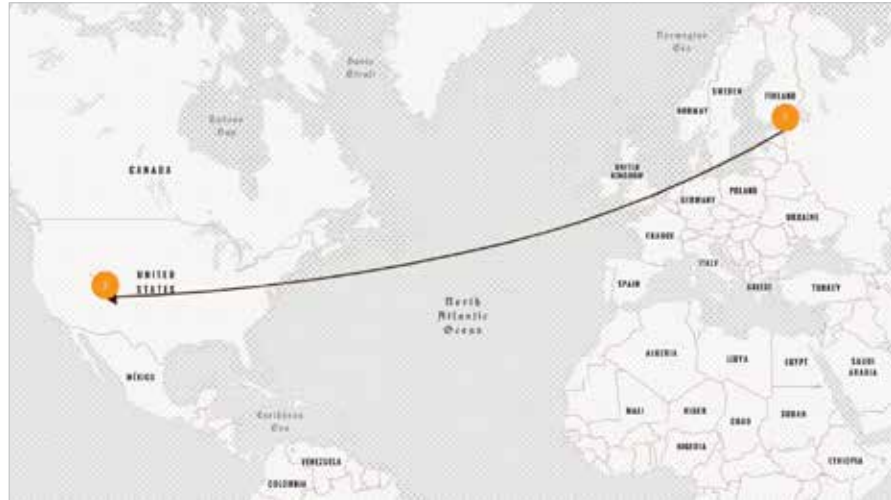 Norwegian
Sea
Davis
Strait
SWEDEN
FINLAND
NORWAY
Hudson
Bay
CANADA
UNITED
KINGDOM
POLAND
GERMANY
UKRAINE
FRANCE
ITALY
UNITED
STATES
SPAIN
GREECE
TURKEY
North
Atlantic
Ocean
ALGERIA
LIBYA
EGYPT
SAUDI
ARABIA
MÉXICO
MALI
NIGER
CHAD
SUDAN
Caribbean
Sea
NIGERIA
VENEZUELA
ETHIOPIA
COLOMBIA